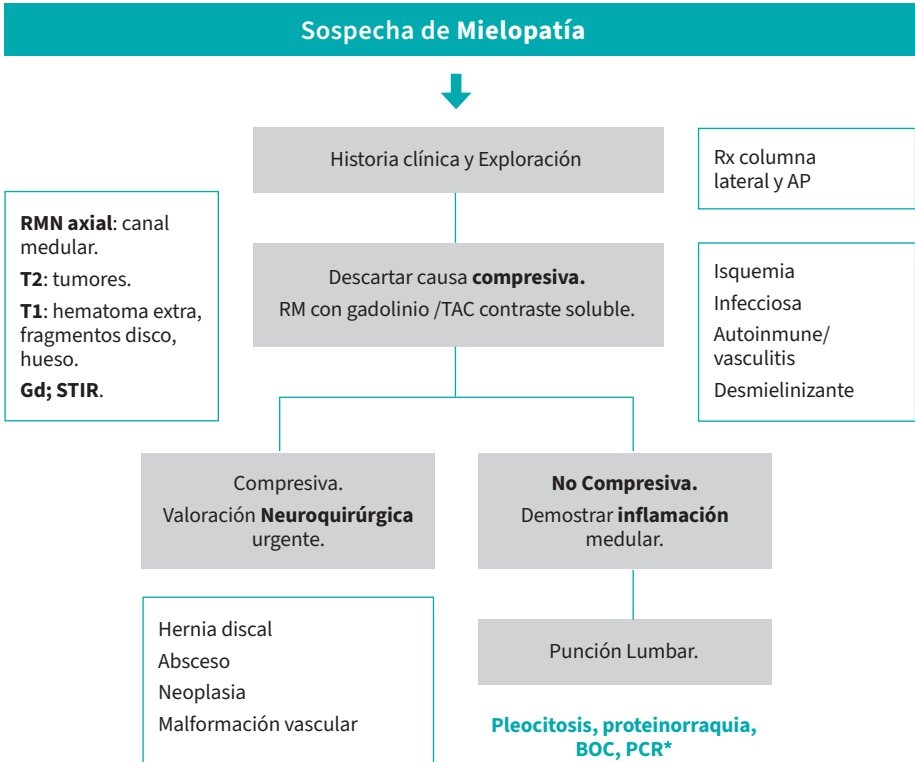 Sospecha de Mielopatía
Historia clínica y Exploración
Rx columna
lateral y AP
RMN axial: canal
medular.
T2: tumores.
T1: hematoma extra,
fragmentos disco,
hueso.
Gd; STIR.
Descartar causa compresiva.
RM con gadolinio /TAC contraste soluble.
Isquemia
Infecciosa
Autoinmune/
vasculitis
Desmielinizante
Compresiva.
Valoración Neuroquirúrgica
urgente.
No Compresiva.
Demostrar inflamación
medular.
Hernia discal
Absceso
Neoplasia
Malformación vascular
Punción Lumbar.
Pleocitosis, proteinorraquia,
BOC, PCR*